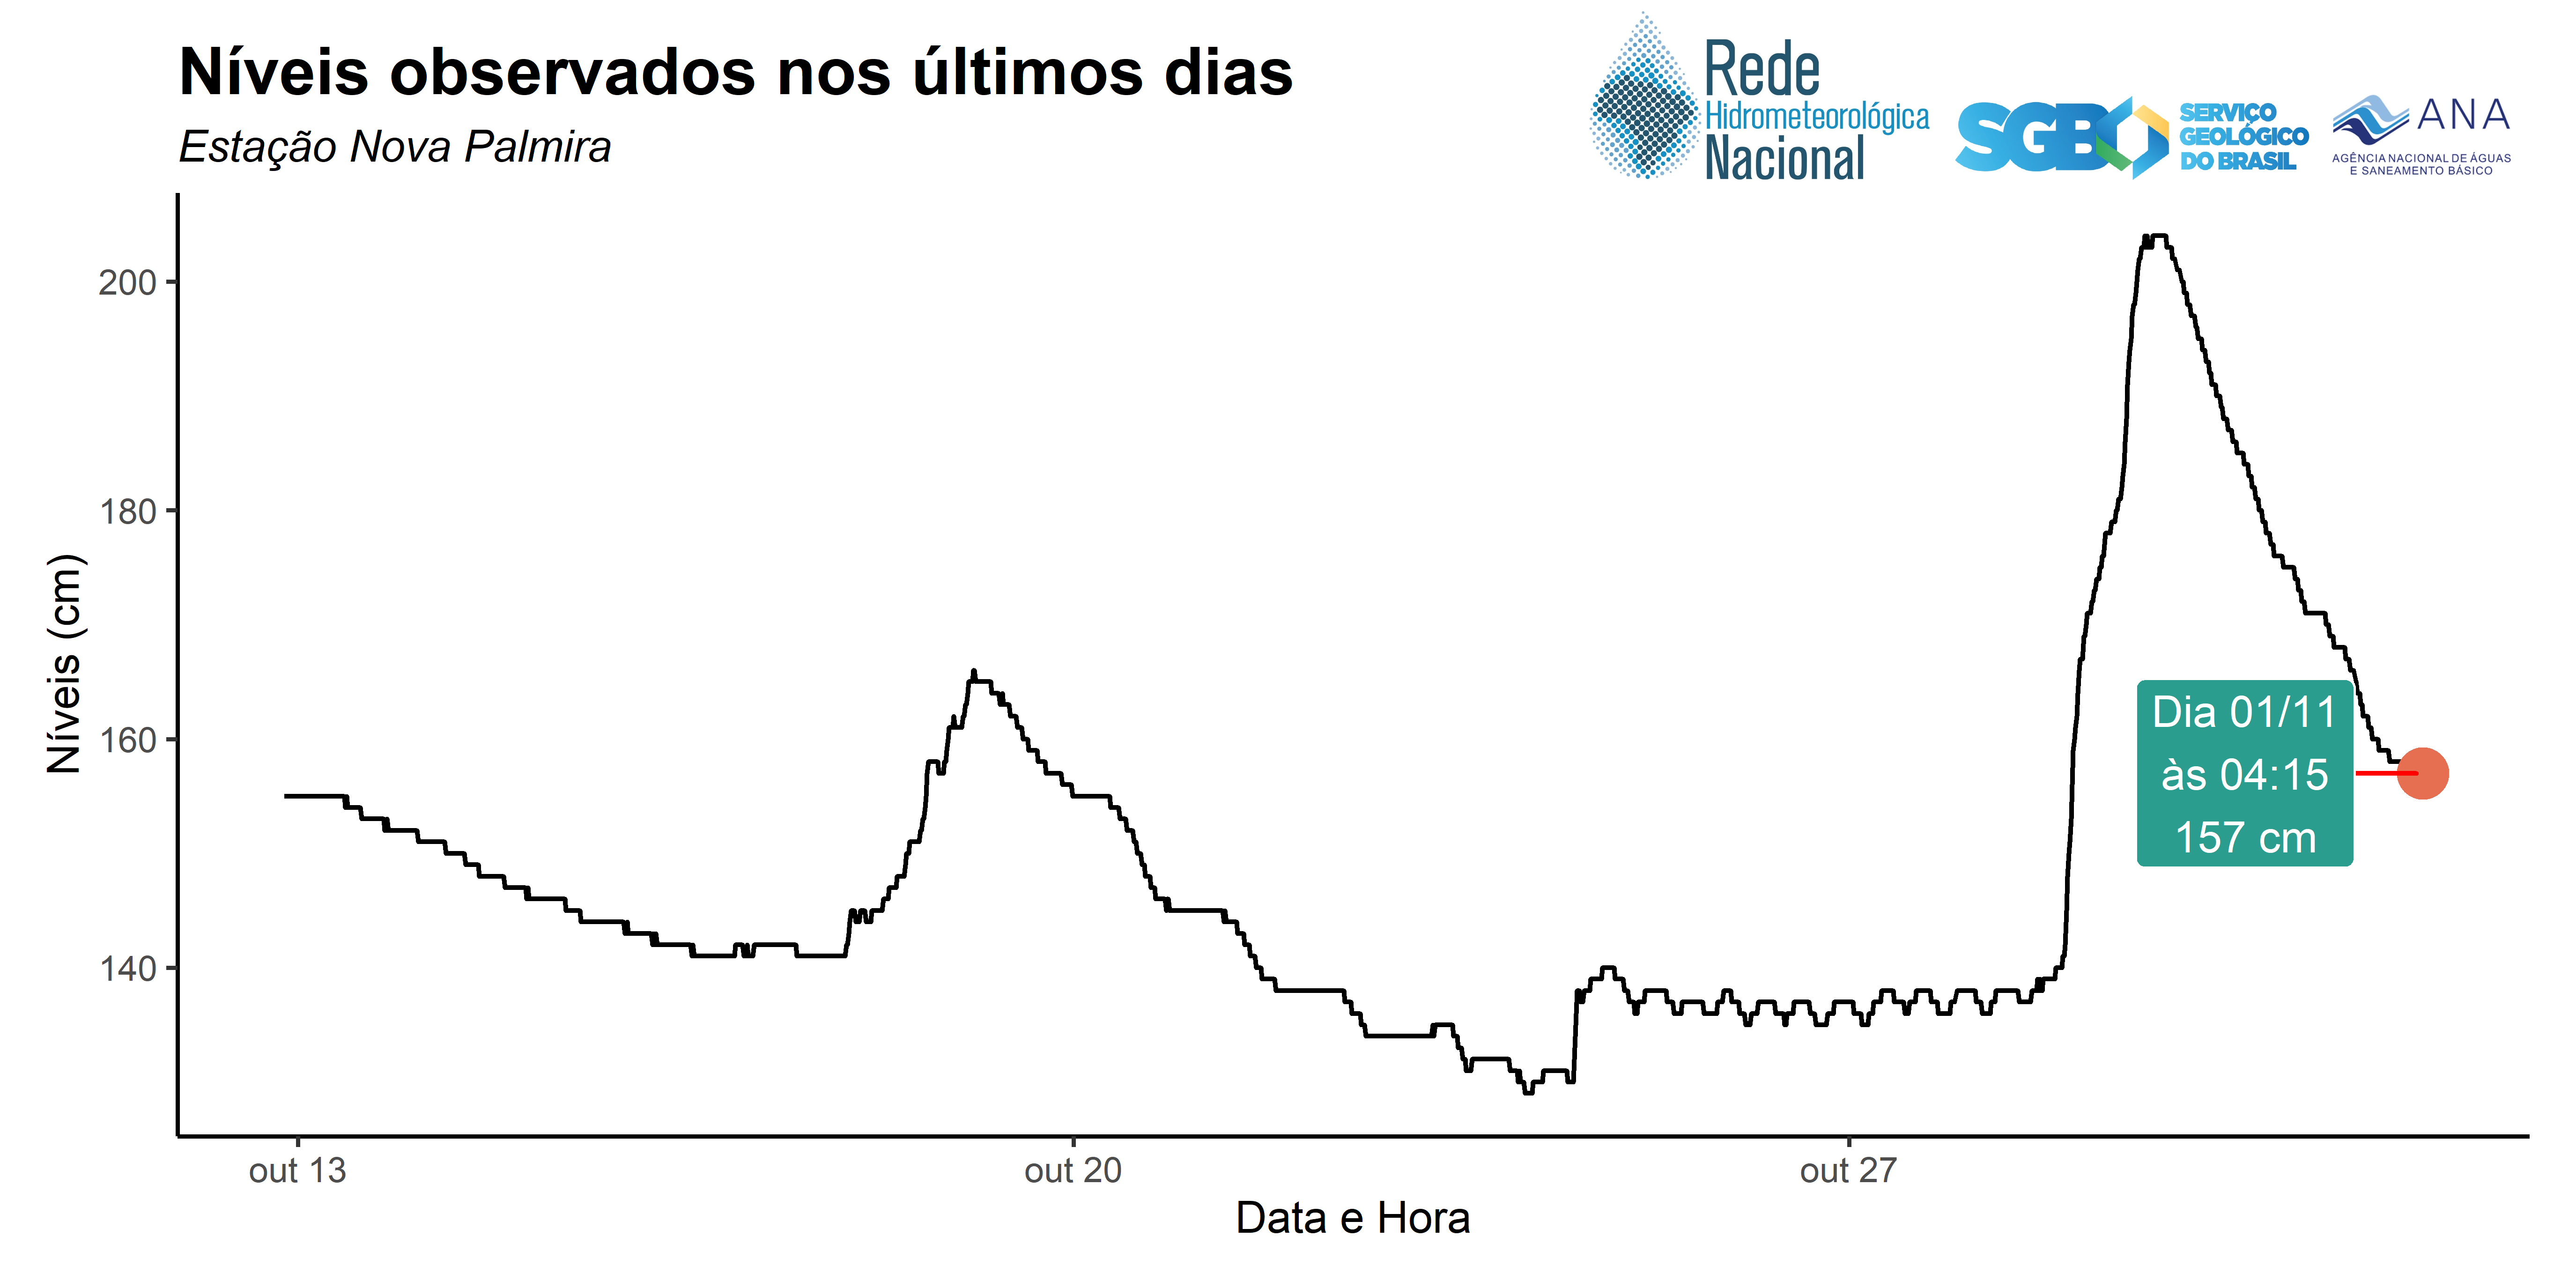 Níveis observados nos últimos dias
Estação Nova Palmira
Rede
Hidrometeorológica
Nacional
SGB
SERVIÇO
GEOLÓGICO
DO BRASIL
ANA
AGÊNCIA NACIONAL DE ÁGUAS
E SANEAMENTO BÁSICO
Níveis (cm)
200
180
160
140
Dia 01/11
às 04:15
157 cm
out 13
out 20
out 27
Data e Hora